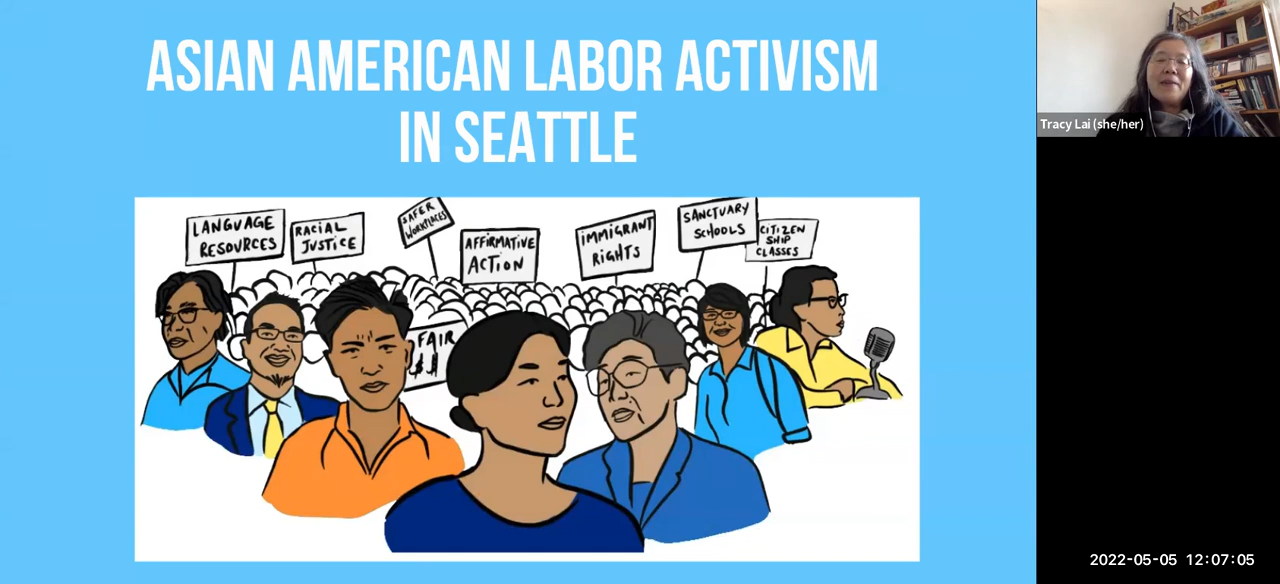 ASIAN AMERICAN LABOR ACTIVISM
IN SEATTLE
LANGUAGE
RESOURCES
RACIAL
JUSTICE
SAFER
WORKPLACES
AFFIRMATIVE
ACTION
IMMIGRANT
RIGHTS
SANCTUARY
SCHOOLS
CITIZEN
SHIP
CLASSES
FAIR
$$
Tracy Lai (she/her)
2022-05-05 12:07:05